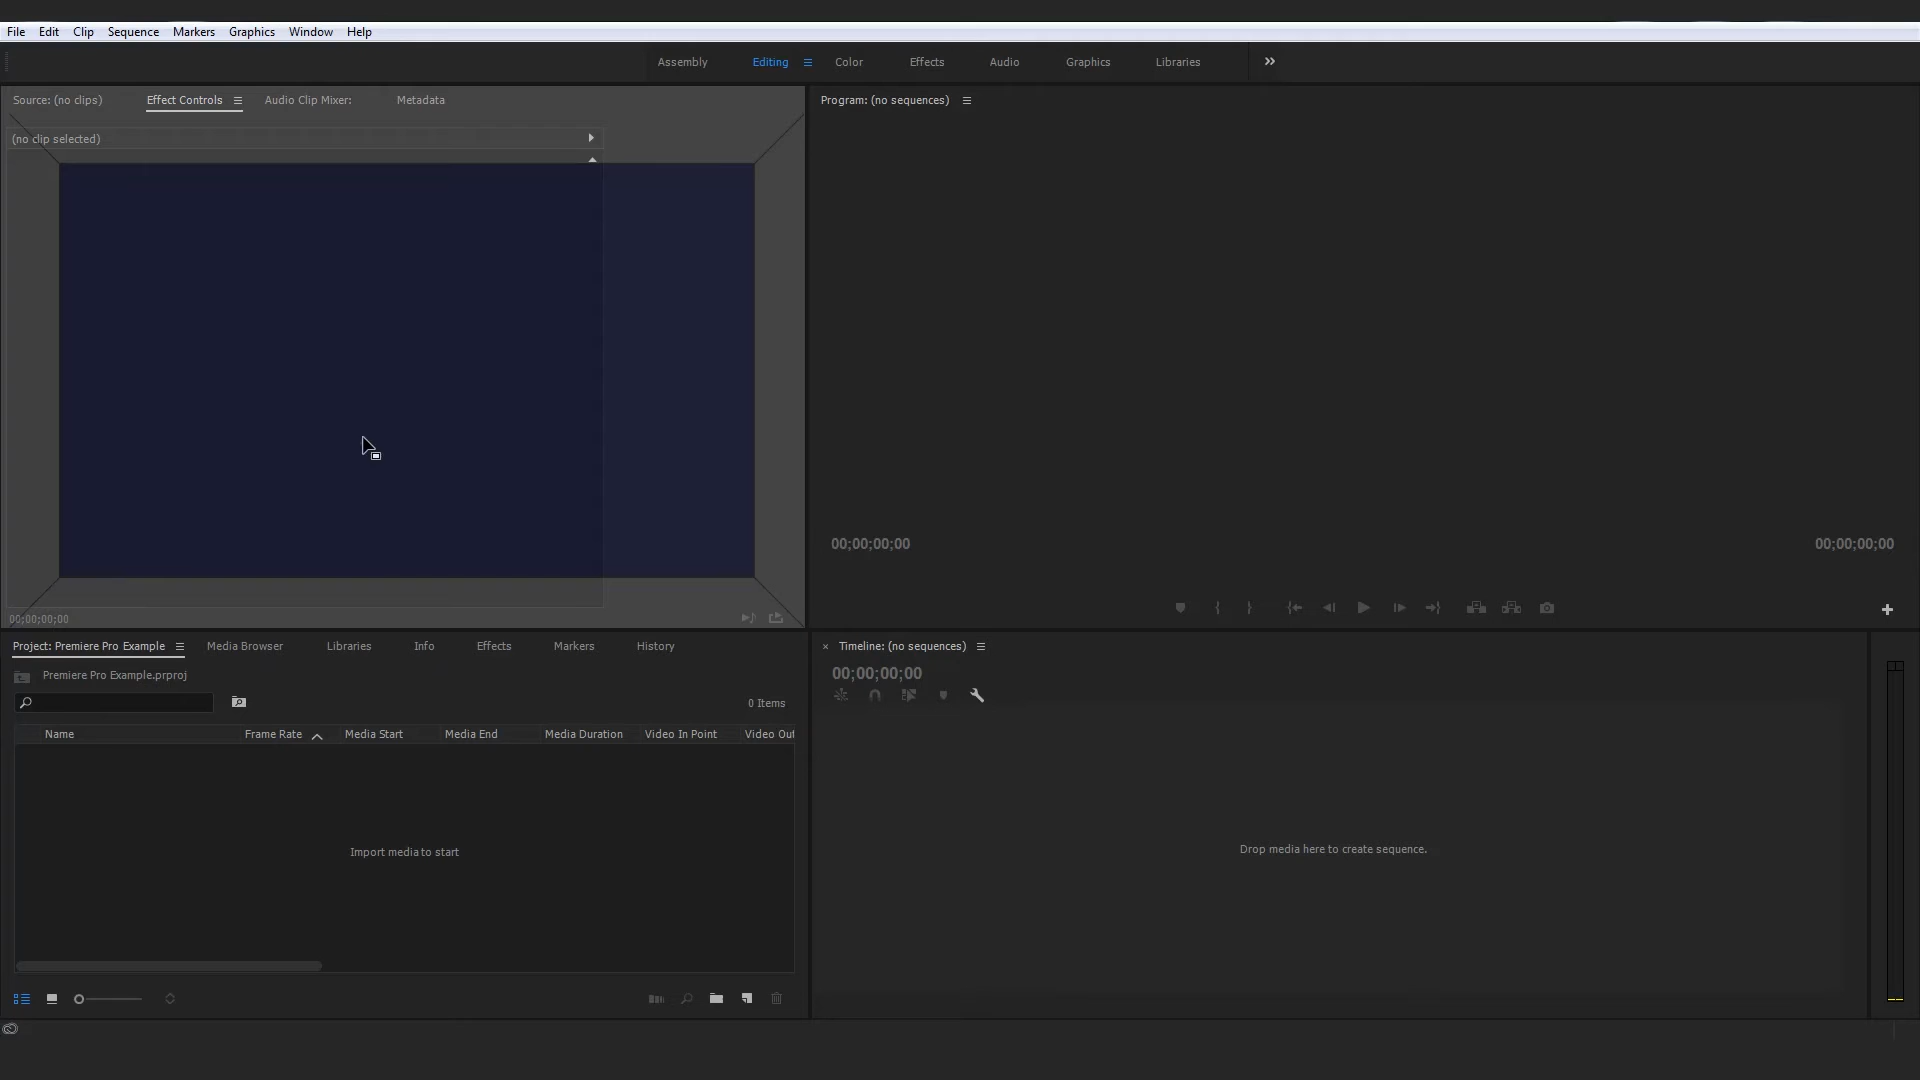 File Edit Clip Sequence Markers Graphics Window Help
Assembly Editing Color Effects Audio Graphics Libraries
Source: (no clips) Effect Controls Audio Clip Mixer: Metadata
Program: (no sequences)
(no clip selected)
00;00;00;00 00;00;00;00
00;00;00;00
Project: Premiere Pro Example Media Browser Libraries Info Effects Markers History
Timeline: (no sequences)
Premiere Pro Example.prproj
00;00;00;00
0 Items
Name Frame Rate Media Start Media End Media Duration Video In Point Video Out
Import media to start
Drop media here to create sequence.